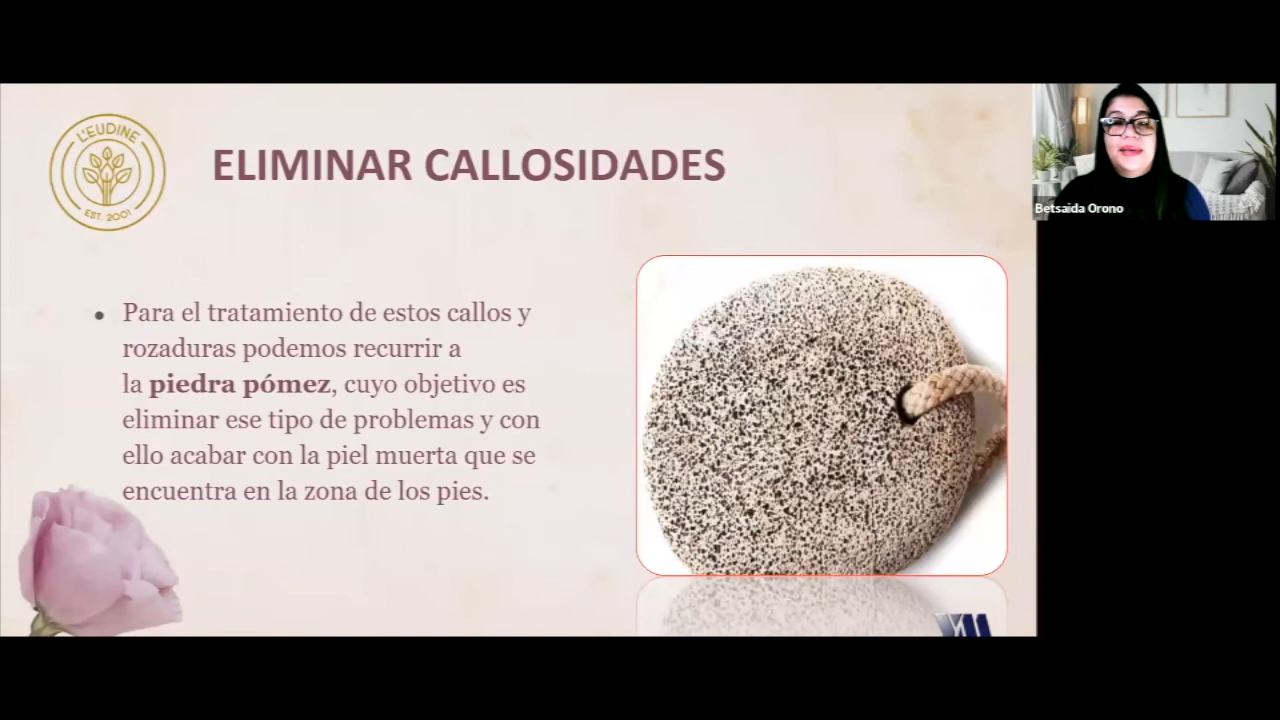 L'EUDINE
EST. 2001
ELIMINAR CALLOSIDADES
Betsaida Orono
• Para el tratamiento de estos callos y
rozaduras podemos recurrir a
la piedra pómez, cuyo objetivo es
eliminar ese tipo de problemas y con
ello acabar con la piel muerta que se
encuentra en la zona de los pies.